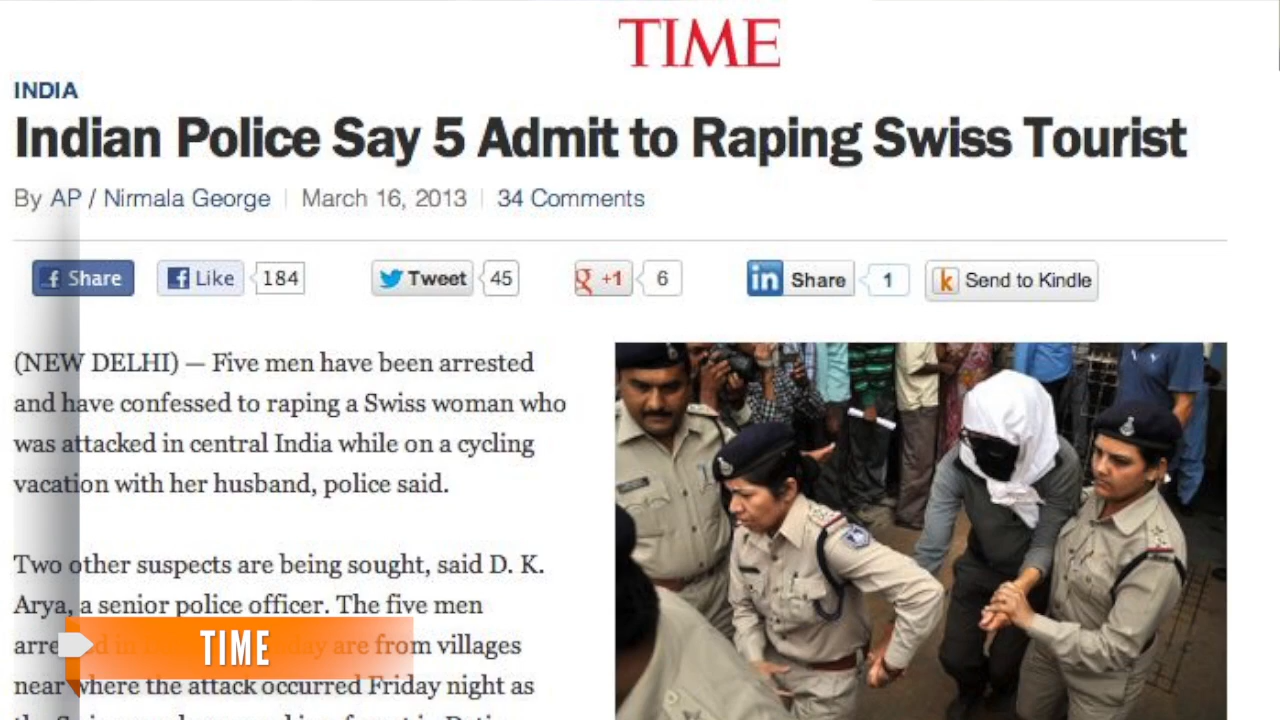 TIME
INDIA
Indian Police Say 5 Admit to Raping Swiss Tourist
By AP / Nirmala George | March 16, 2013 | 34 Comments
Share Like 184 Tweet 45 +1 6 Share 1 Send to Kindle
(NEW DELHI) — Five men have been arrested
and have confessed to raping a Swiss woman who
was attacked in central India while on a cycling
vacation with her husband, police said.
Two other suspects are being sought, said D. K.
Arya, a senior police officer. The five men
are from villages
TIME
near where the attack occurred Friday night as